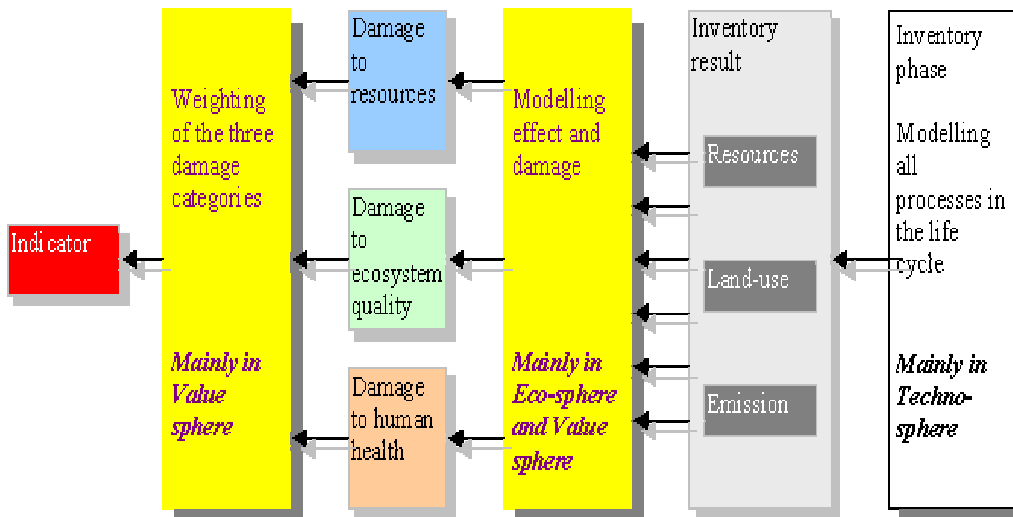 Indicator
Weighting
of the three
damage
categories
Mainly in
Value
sphere
Damage
to
resources
Damage
to
ecosystem
quality
Damage
to human
health
Modelling
effect and
damage
Mainly in
Eco-sphere
and Value
sphere
Inventory
result
Resources
Land-use
Emission
Inventory
phase
Modelling
all
processes in
the life
cycle
Mainly in
Techno-
sphere